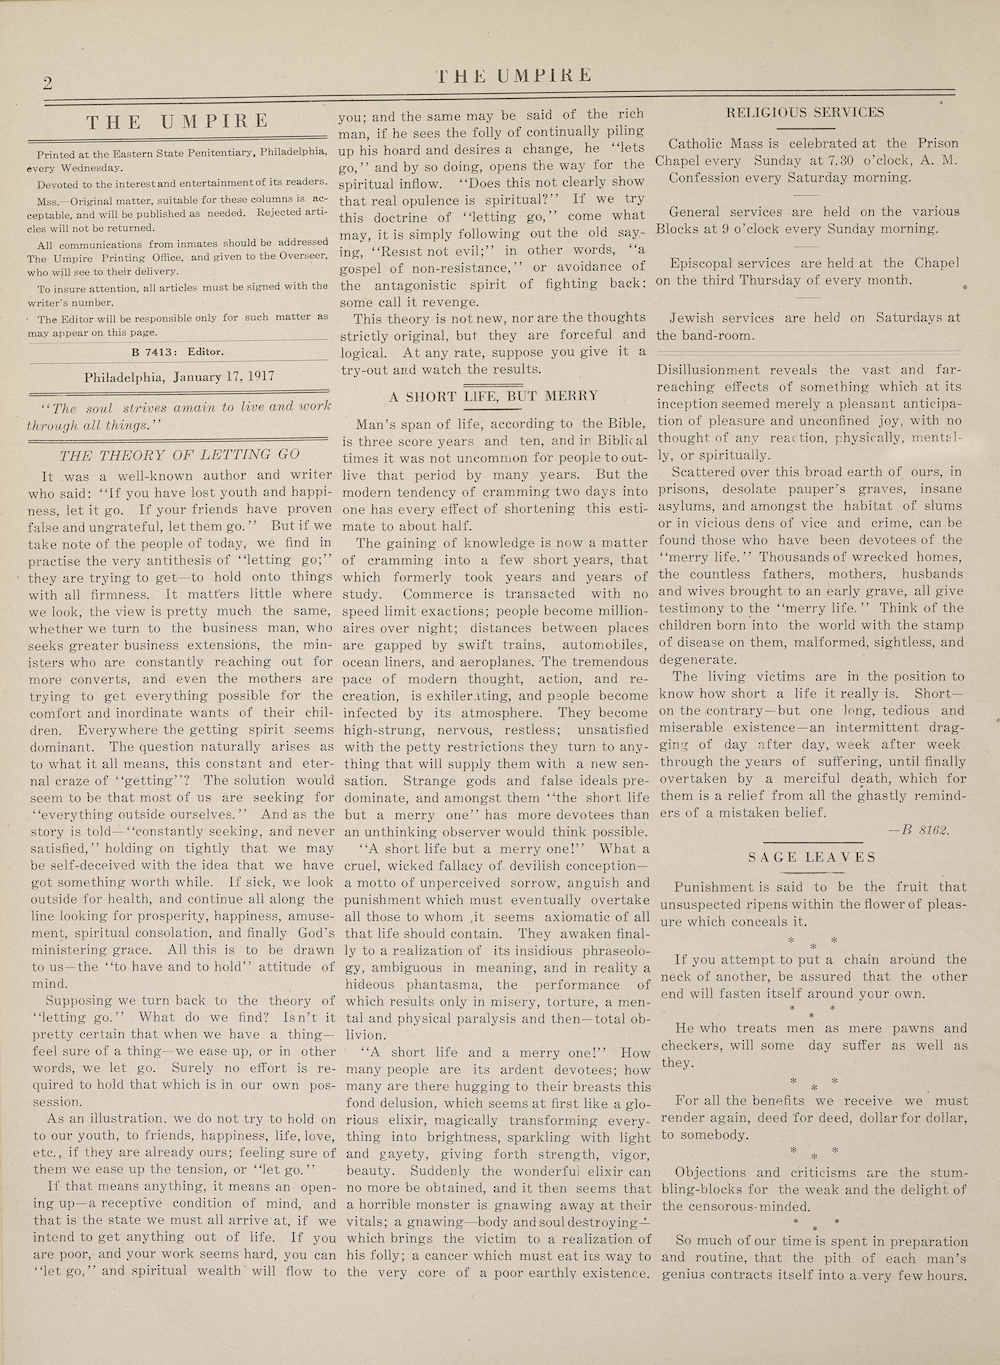 2
THE UMPIRE
THE UMPIRE
Printed at the Eastern State Penitentiary, Philadelphia,
every Wednesday.
Devoted to the interest and entertainment of its readers.
Mss.—Original matter, suitable for these columns is ac-
ceptable, and will be published as needed. Rejected arti-
cles will not be returned.
All communications from inmates should be addressed
The Umpire Printing Office, and given to the Overseer,
who will see to their delivery.
To insure attention, all articles must be signed with the
writer's number.
The Editor will be responsible only for such matter as
may appear on this page.
B 7413: Editor.
Philadelphia, January 17, 1917
"The soul strives amain to live and work
through all things."
THE THEORY OF LETTING GO
It was a well-known author and writer
who said: "If you have lost youth and happi-
ness, let it go. If your friends have proven
false and ungrateful, let them go." But if we
take note of the people of today, we find in
practise the very antithesis of "letting go;"
they are trying to get—to hold onto things
with all firmness. It matters little where
we look, the view is pretty much the same,
whether we turn to the business man, who
seeks greater business extensions, the min-
isters who are constantly reaching out for
more converts, and even the mothers are
trying to get everything possible for the
comfort and inordinate wants of their chil-
dren. Everywhere the getting spirit seems
dominant. The question naturally arises as
to what it all means, this constant and eter-
nal craze of "getting"? The solution would
seem to be that most of us are seeking for
"everything outside ourselves." And as the
story is told—"constantly seeking, and never
satisfied," holding on tightly that we may
be self-deceived with the idea that we have
got something worth while. If sick, we look
outside for health, and continue all along the
line looking for prosperity, happiness, amuse-
ment, spiritual consolation, and finally God's
ministering grace. All this is to be drawn
to us—the "to have and to hold" attitude of
mind.
Supposing we turn back to the theory of
"letting go." What do we find? Isn't it
pretty certain that when we have a thing—
feel sure of a thing—we ease up, or in other
words, we let go. Surely no effort is re-
quired to hold that which is in our own pos-
session.
As an illustration, we do not try to hold on
to our youth, to friends, happiness, life, love,
etc., if they are already ours; feeling sure of
them we ease up the tension, or "let go."
If that means anything, it means an open-
ing up—a receptive condition of mind, and
that is the state we must all arrive at, if we
intend to get anything out of life. If you
are poor, and your work seems hard, you can
"let go," and spiritual wealth will flow to
you; and the same may be said of the rich
man, if he sees the folly of continually piling
up his hoard and desires a change, he "lets
go," and by so doing, opens the way for the
spiritual inflow. "Does this not clearly show
that real opulence is spiritual?" If we try
this doctrine of "letting go," come what
may, it is simply following out the old say-
ing, "Resist not evil;" in other words, "a
gospel of non-resistance," or avoidance of
the antagonistic spirit of fighting back:
some call it revenge.
This theory is not new, nor are the thoughts
strictly original, but they are forceful and
logical. At any rate, suppose you give it a
try-out and watch the results.
A SHORT LIFE, BUT MERRY
Man's span of life, according to the Bible,
is three score years and ten, and in Biblical
times it was not uncommon for people to out-
live that period by many years. But the
modern tendency of cramming two days into
one has every effect of shortening this esti-
mate to about half.
The gaining of knowledge is now a matter
of cramming into a few short years, that
which formerly took years and years of
study. Commerce is transacted with no
speed limit exactions; people become million-
aires over night; distances between places
are gapped by swift trains, automobiles,
ocean liners, and aeroplanes. The tremendous
pace of modern thought, action, and re-
creation, is exhilerating, and people become
infected by its atmosphere. They become
high-strung, nervous, restless; unsatisfied
with the petty restrictions they turn to any-
thing that will supply them with a new sen-
sation. Strange gods and false ideals pre-
dominate, and amongst them "the short life
but a merry one" has more devotees than
an unthinking observer would think possible.
"A short life but a merry one!" What a
cruel, wicked fallacy of devilish conception—
a motto of unperceived sorrow, anguish and
punishment which must eventually overtake
all those to whom it seems axiomatic of all
that life should contain. They awaken final-
ly to a realization of its insidious phraseolo-
gy, ambiguous in meaning, and in reality a
hideous phantasma, the performance of
which results only in misery, torture, a men-
tal and physical paralysis and then—total ob-
livion.
"A short life and a merry one!" How
many people are its ardent devotees; how
many are there hugging to their breasts this
fond delusion, which seems at first like a glo-
rious elixir, magically transforming every-
thing into brightness, sparkling with light
and gayety, giving forth strength, vigor,
beauty. Suddenly the wonderful elixir can
no more be obtained, and it then seems that
a horrible monster is gnawing away at their
vitals; a gnawing—body and soul destroying—
which brings the victim to a realization of
his folly; a cancer which must eat its way to
the very core of a poor earthly existence.
RELIGIOUS SERVICES
Catholic Mass is celebrated at the Prison
Chapel every Sunday at 7.30 o'clock, A. M.
Confession every Saturday morning.
General services are held on the various
Blocks at 9 o'clock every Sunday morning.
Episcopal services are held at the Chapel
on the third Thursday of every month.
Jewish services are held on Saturdays at
the band-room.
Disillusionment reveals the vast and far-
reaching effects of something which at its
inception seemed merely a pleasant anticipa-
tion of pleasure and unconfined joy, with no
thought of any reaction, physically, mental-
ly, or spiritually.
Scattered over this broad earth of ours, in
prisons, desolate pauper's graves, insane
asylums, and amongst the habitat of slums
or in vicious dens of vice and crime, can be
found those who have been devotees of the
"merry life." Thousands of wrecked homes,
the countless fathers, mothers, husbands
and wives brought to an early grave, all give
testimony to the "merry life." Think of the
children born into the world with the stamp
of disease on them, malformed, sightless, and
degenerate.
The living victims are in the position to
know how short a life it really is. Short—
on the contrary—but one long, tedious and
miserable existence—an intermittent drag-
ging of day after day, week after week
through the years of suffering, until finally
overtaken by a merciful death, which for
them is a relief from all the ghastly remind-
ers of a mistaken belief.
—B 8162.
SAGE LEAVES
Punishment is said to be the fruit that
unsuspected ripens within the flower of pleas-
ure which conceals it.
* * *
If you attempt to put a chain around the
neck of another, be assured that the other
end will fasten itself around your own.
* * *
He who treats men as mere pawns and
checkers, will some day suffer as well as
they.
* * *
For all the benefits we receive we must
render again, deed for deed, dollar for dollar,
to somebody.
* * *
Objections and criticisms are the stum-
bling-blocks for the weak and the delight of
the censorous-minded.
* * *
So much of our time is spent in preparation
and routine, that the pith of each man's
genius contracts itself into a very few hours.